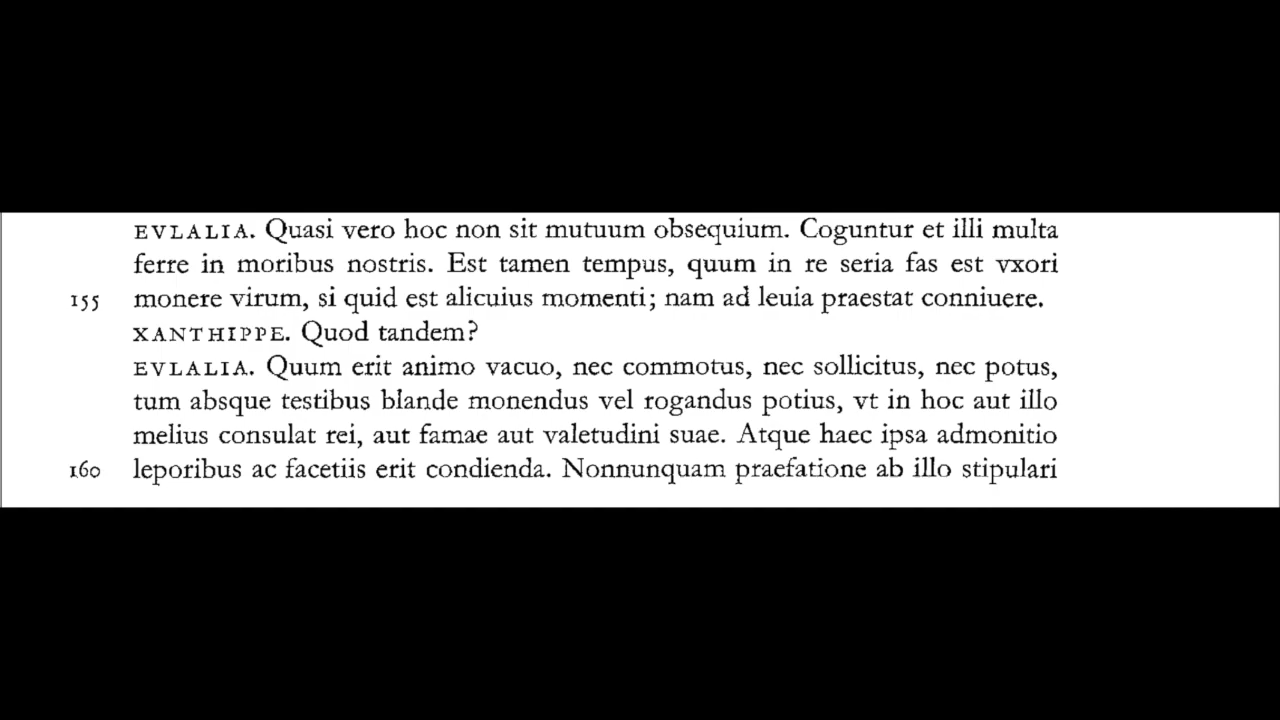 EVLALIA. Quasi vero hoc non sit mutuum obsequium. Coguntur et illi multa
ferre in moribus nostris. Est tamen tempus, quum in re seria fas est vxori
155 monere virum, si quid est alicuius momenti; nam ad leuia praestat conniuere.
XANTHIPPE. Quod tandem?
EVLALIA. Quum erit animo vacuo, nec commotus, nec sollicitus, nec potus,
tum absque testibus blande monendus vel rogandus potius, vt in hoc aut illo
melius consulat rei, aut famae aut valetudini suae. Atque haec ipsa admonitio
160 leporibus ac facetiis erit condienda. Nonnunquam praefatione ab illo stipulari